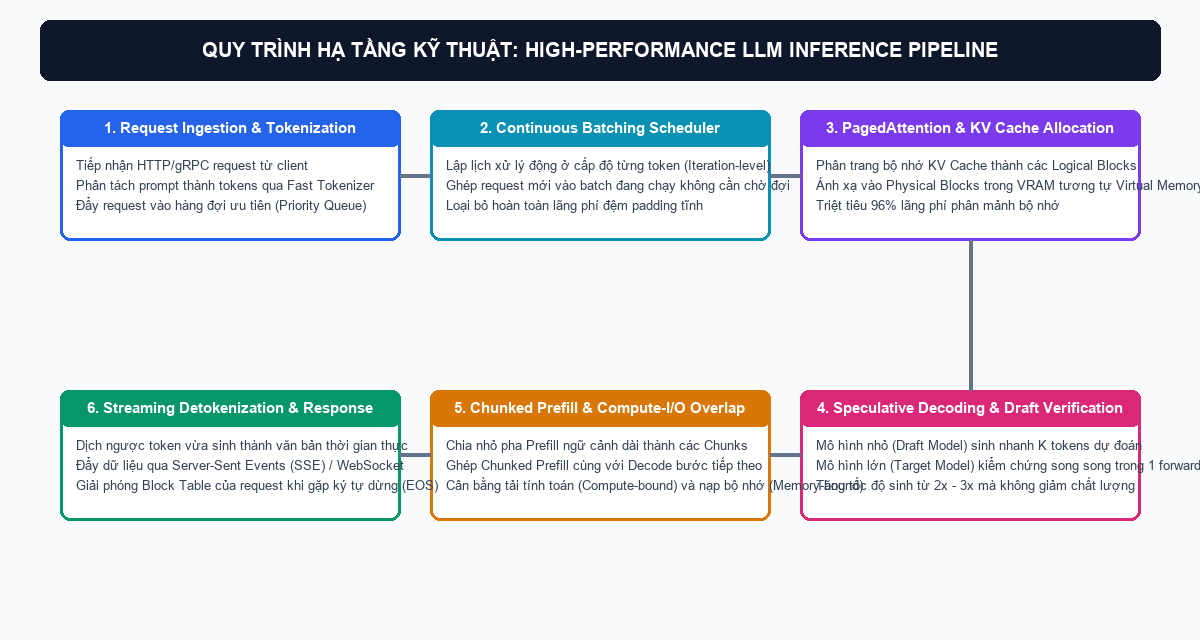 QUY TRÌNH HẠ TẦNG KỸ THUẬT: HIGH-PERFORMANCE LLM INFERENCE PIPELINE
1. Request Ingestion & Tokenization
Tiếp nhận HTTP/gRPC request từ client
Phân tách prompt thành tokens qua Fast Tokenizer
Đẩy request vào hàng đợi ưu tiên (Priority Queue)
2. Continuous Batching Scheduler
Lập lịch xử lý động ở cấp độ từng token (Iteration-level)
Ghép request mới vào batch đang chạy không cần chờ đợi
Loại bỏ hoàn toàn lãng phí đệm padding tĩnh
3. PagedAttention & KV Cache Allocation
Phân trang bộ nhớ KV Cache thành các Logical Blocks
Ánh xạ vào Physical Blocks trong VRAM tương tự Virtual Memory
Triệt tiêu 96% lãng phí phân mảnh bộ nhớ
6. Streaming Detokenization & Response
Dịch ngược token vừa sinh thành văn bản thời gian thực
Đẩy dữ liệu qua Server-Sent Events (SSE) / WebSocket
Giải phóng Block Table của request khi gặp ký tự dừng (EOS)
5. Chunked Prefill & Compute-I/O Overlap
Chia nhỏ pha Prefill ngữ cảnh dài thành các Chunks
Ghép Chunked Prefill cùng với Decode bước tiếp theo
Cân bằng tải tính toán (Compute-bound) và nạp bộ nhớ (Memory-bound)
4. Speculative Decoding & Draft Verification
Mô hình nhỏ (Draft Model) sinh nhanh K tokens dự đoán
Mô hình lớn (Target Model) kiểm chứng song song trong 1 forward
Tăng tốc độ sinh từ 2x - 3x mà không giảm chất lượng